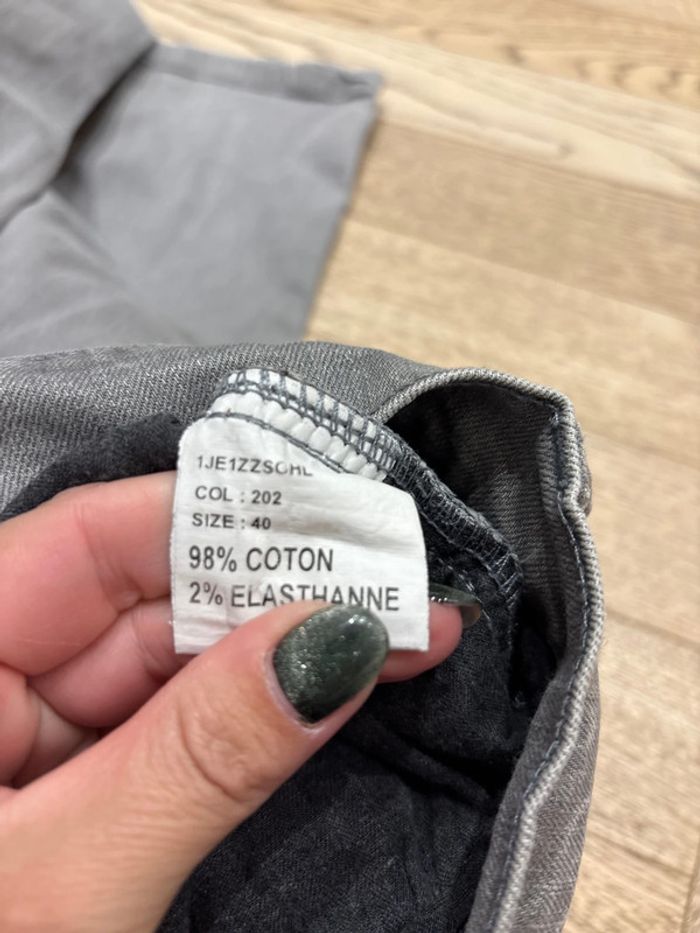 COL : 202
SIZE : 40
98% COTON
2% ELASTHANNE